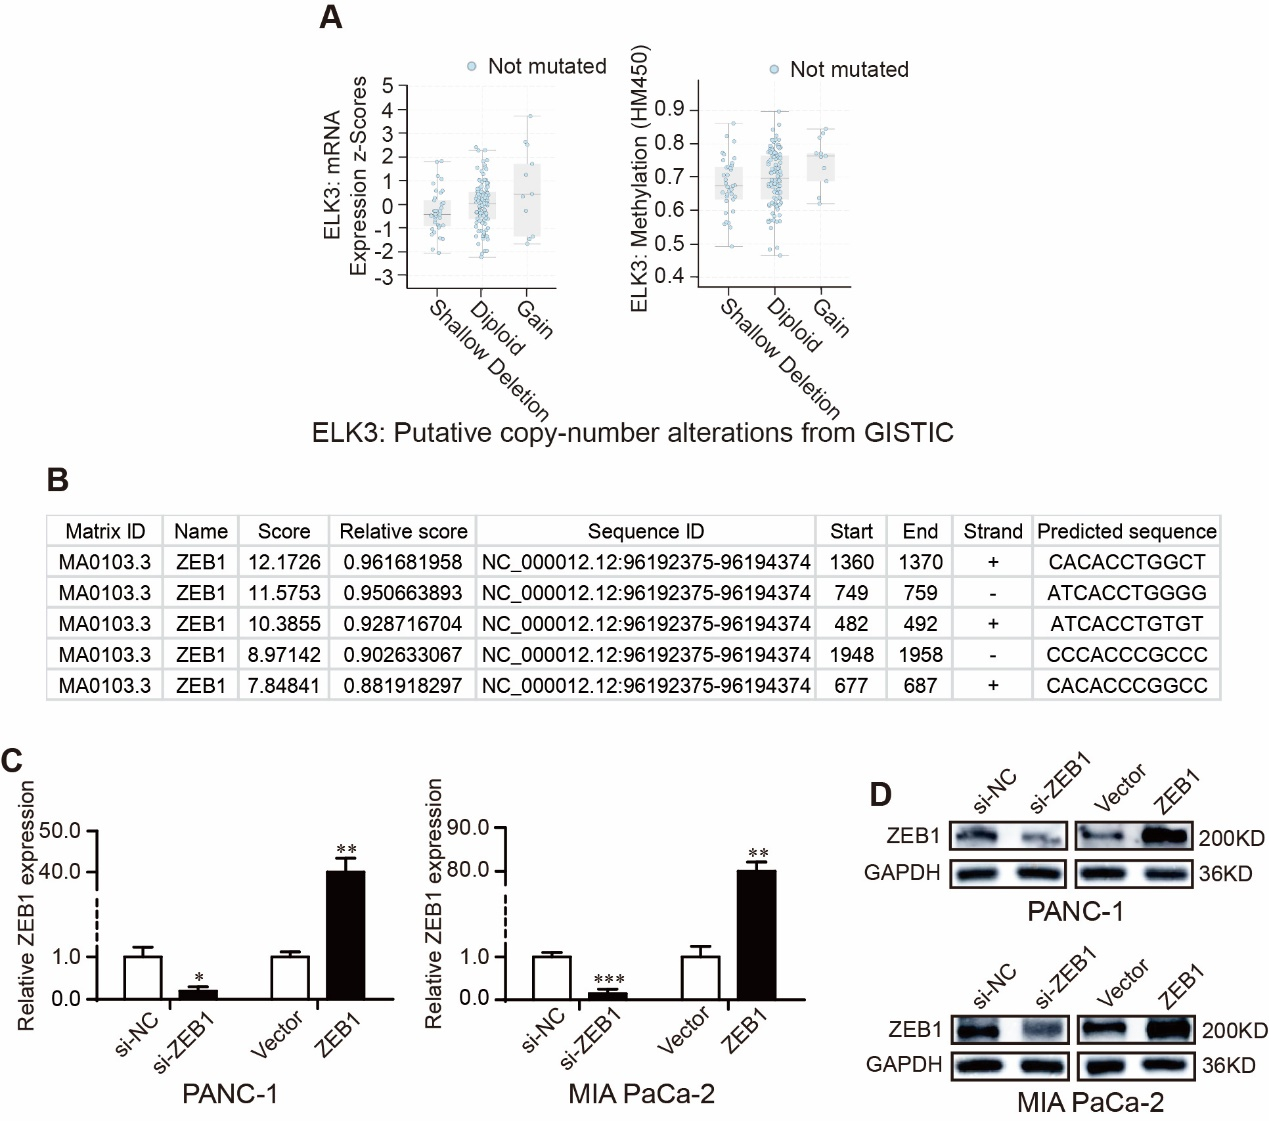 A
Not mutated
ELK3: mRNA
Expression z-Scores
5
4
3
2
1
0
-1
-2
-3
Shallow Deletion
Diploid
Gain
Not mutated
ELK3: Methylation (HM450)
0.9
0.8
0.7
0.6
0.5
0.4
Shallow Deletion
Diploid
Gain
ELK3: Putative copy-number alterations from GISTIC
B
Matrix ID Name Score Relative score Sequence ID Start End Strand Predicted sequence
MA0103.3 ZEB1 12.1726 0.961681958 NC_000012.12:96192375-96194374 1360 1370 + CACACCTGGCT
MA0103.3 ZEB1 11.5753 0.950663893 NC_000012.12:96192375-96194374 749 759 - ATCACCTGGGG
MA0103.3 ZEB1 10.3855 0.928716704 NC_000012.12:96192375-96194374 482 492 + ATCACCTGTGT
MA0103.3 ZEB1 8.97142 0.902633067 NC_000012.12:96192375-96194374 1948 1958 - CCCACCCGCCC
MA0103.3 ZEB1 7.84841 0.881918297 NC_000012.12:96192375-96194374 677 687 + CACACCCGGCC
C
Relative ZEB1 expression
50.0
40.0
1.0
0.0
*
**
si-NC
si-ZEB1
Vector
ZEB1
PANC-1
Relative ZEB1 expression
90.0
80.0
1.0
0.0
***
**
si-NC
si-ZEB1
Vector
ZEB1
MIA PaCa-2
D
si-NC
si-ZEB1
Vector
ZEB1
ZEB1 200KD
GAPDH 36KD
PANC-1
si-NC
si-ZEB1
Vector
ZEB1
ZEB1 200KD
GAPDH 36KD
MIA PaCa-2